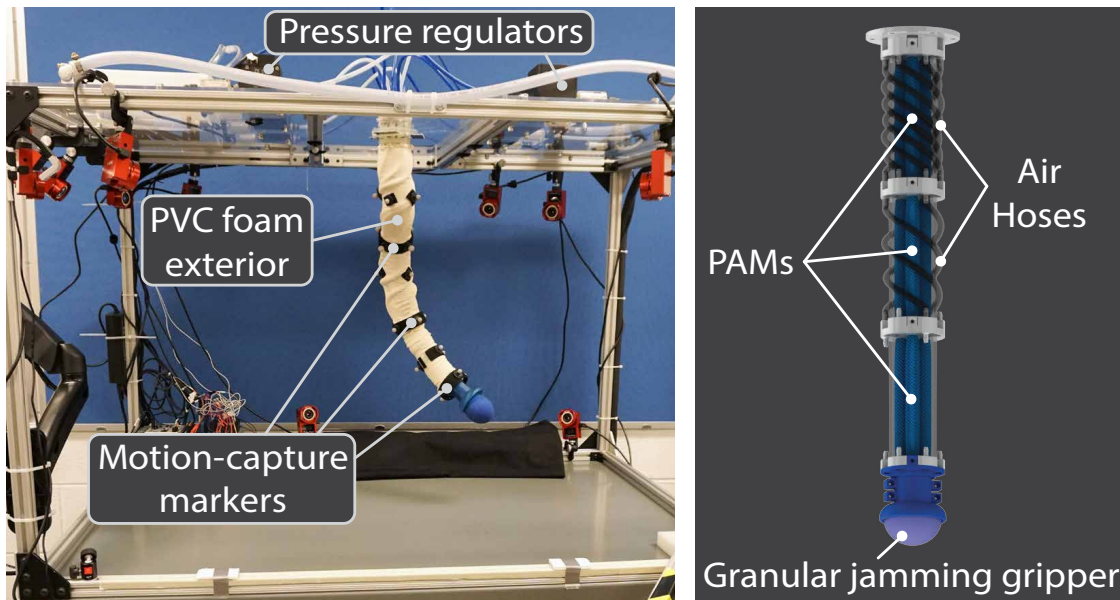 Pressure regulators
PVC foam
exterior
Motion-capture
markers
PAMs
Air
Hoses
Granular jamming gripper